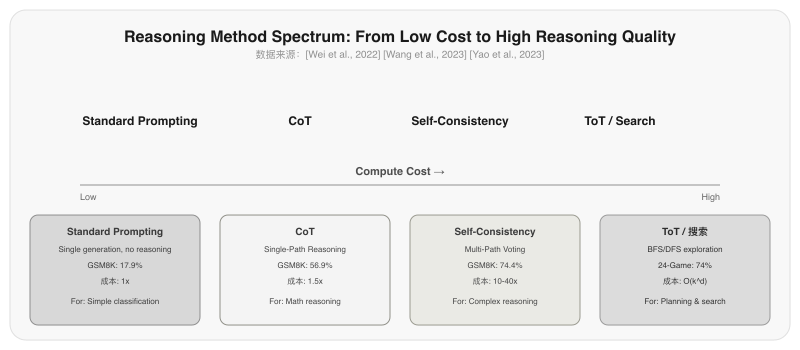 Reasoning Method Spectrum: From Low Cost to High Reasoning Quality
数据来源：[Wei et al., 2022] [Wang et al., 2023] [Yao et al., 2023]
Standard Prompting
CoT
Self-Consistency
ToT / Search
Compute Cost →
Low
High
Standard Prompting
Single generation, no reasoning
GSM8K: 17.9%
成本: 1x
For: Simple classification
CoT
Single-Path Reasoning
GSM8K: 56.9%
成本: 1.5x
For: Math reasoning
Self-Consistency
Multi-Path Voting
GSM8K: 74.4%
成本: 10-40x
For: Complex reasoning
ToT / 搜索
BFS/DFS exploration
24-Game: 74%
成本: O(k^d)
For: Planning & search